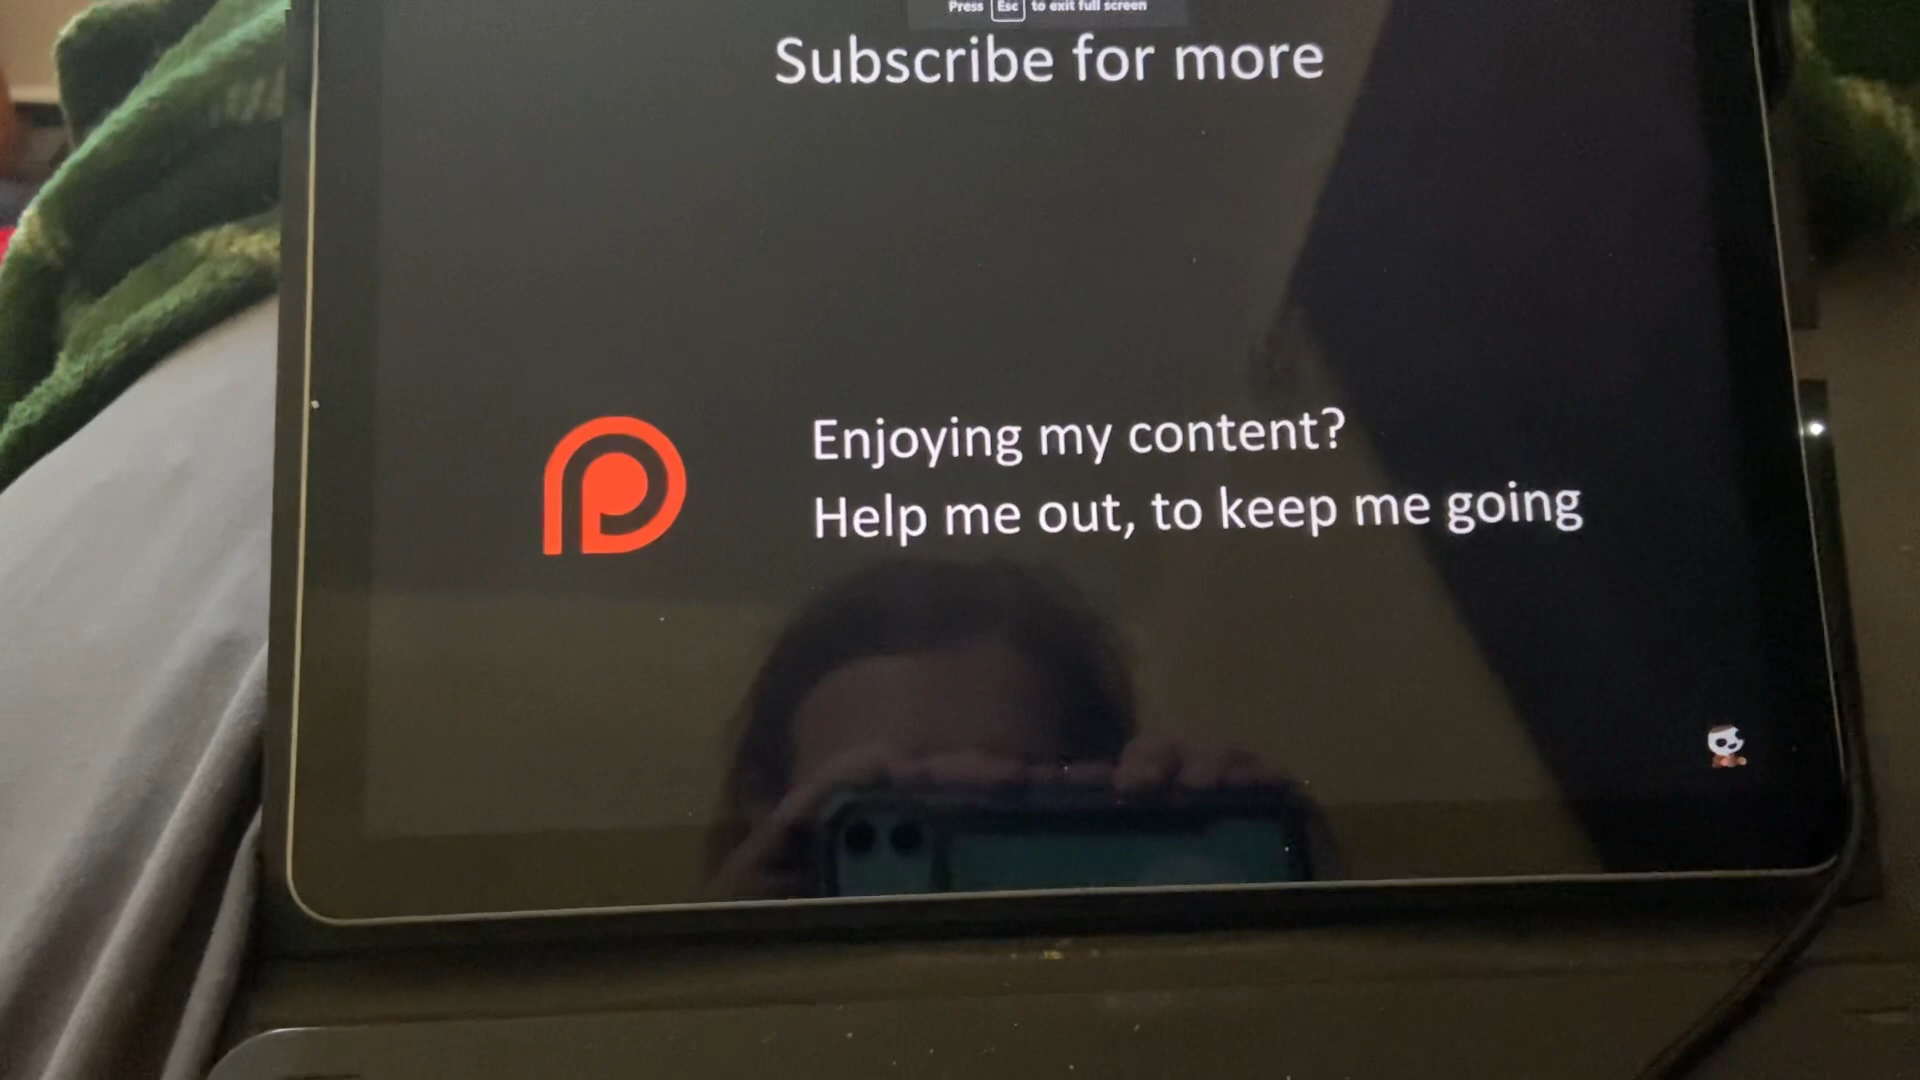 Press Esc to exit full screen
Subscribe for more
Enjoying my content?
Help me out, to keep me going